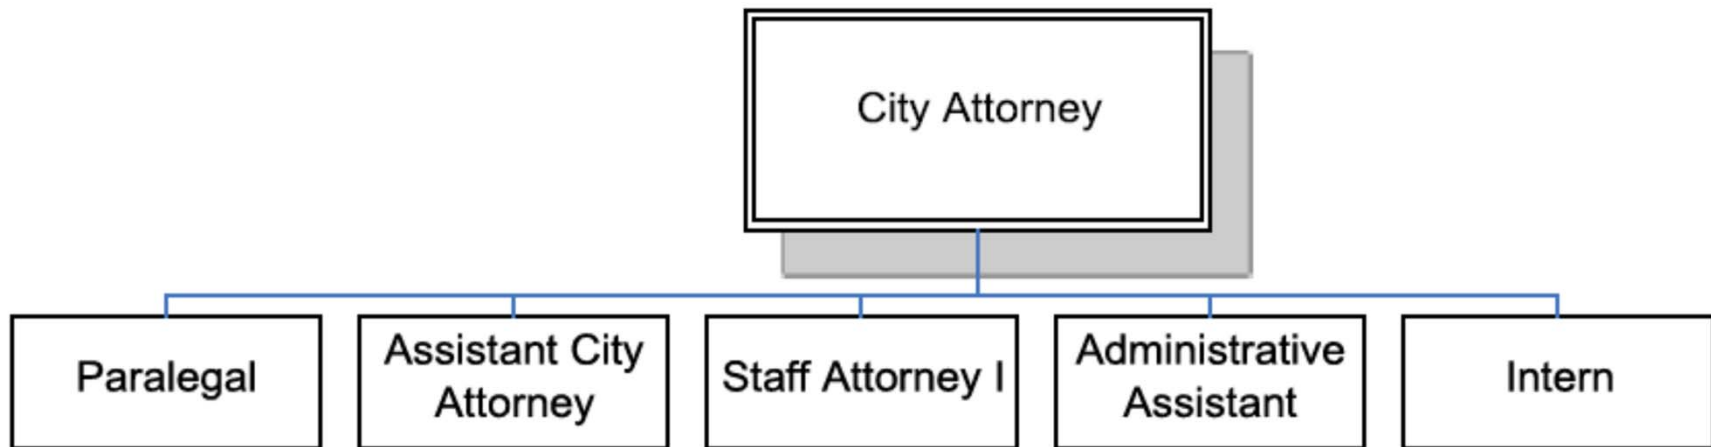 City Attorney
Paralegal
Assistant City
Attorney
Staff Attorney I
Administrative
Assistant
Intern